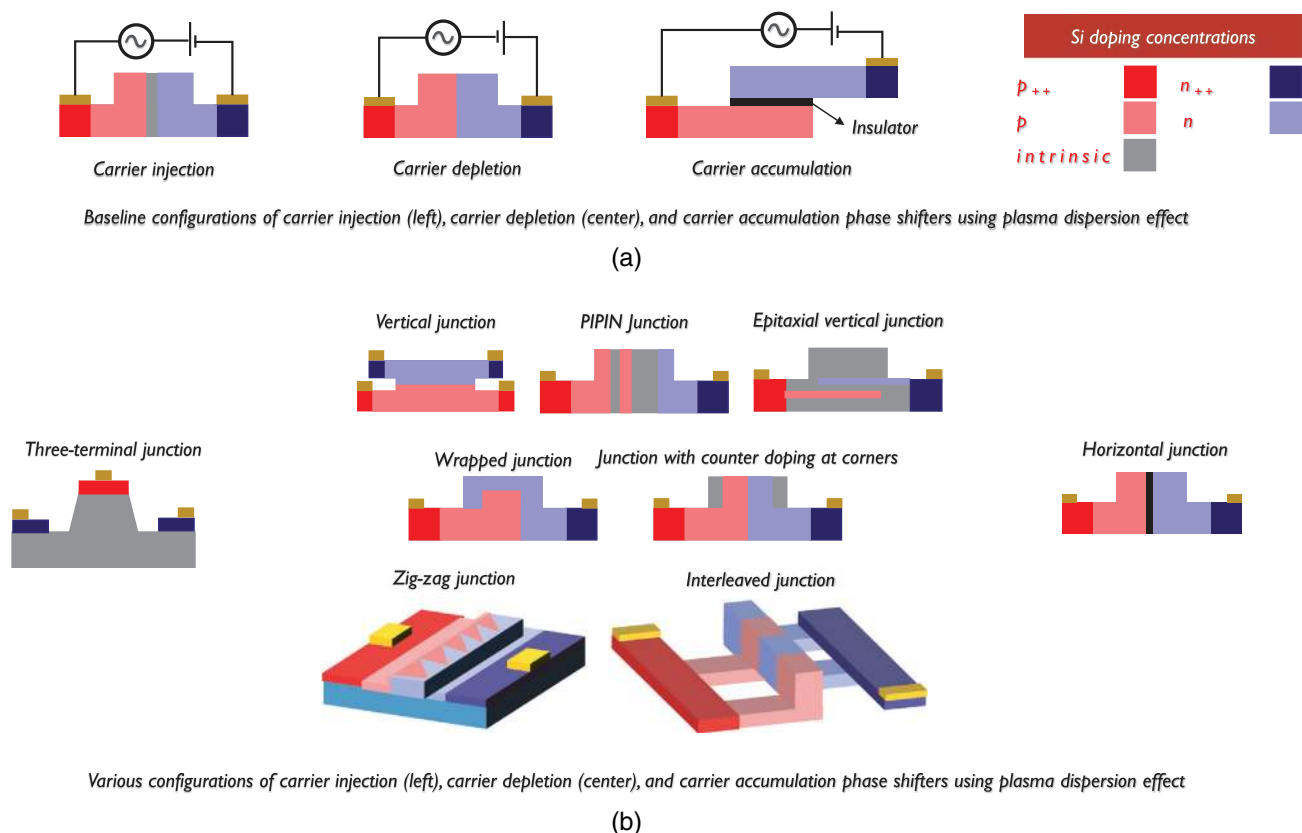 Si doping concentrations
p++ n++
p n
intrinsic
Insulator
Carrier injection
Carrier depletion
Carrier accumulation
Baseline configurations of carrier injection (left), carrier depletion (center), and carrier accumulation phase shifters using plasma dispersion effect
(a)
Vertical junction
PIPIN Junction
Epitaxial vertical junction
Three-terminal junction
Wrapped junction
Junction with counter doping at corners
Horizontal junction
Zig-zag junction
Interleaved junction
Various configurations of carrier injection (left), carrier depletion (center), and carrier accumulation phase shifters using plasma dispersion effect
(b)